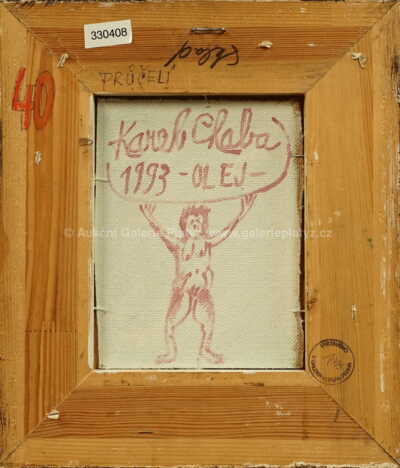 330408
PRŮČELÍ
40
Karel Chaba
1993 - OLEJ -
© Aukční Galerie Platýz www.galerieplatyz.cz